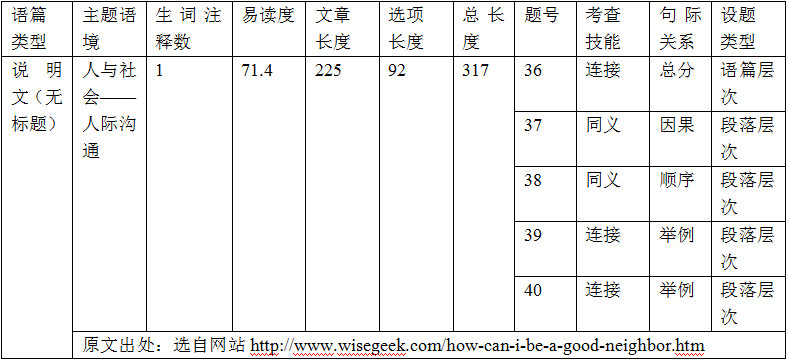 语篇类型 主题语境 生词注释数 易读度 文章长度 选项长度 总长度 题号 考查技能 句际关系 设题类型
说明文（无标题） 人与社会——人际沟通 1 71.4 225 92 317 36 连接 总分 语篇层次
37 同义 因果 段落层次
38 同义 顺序 段落层次
39 连接 举例 段落层次
40 连接 举例 段落层次
原文出处：选自网站 http://www.wisegeek.com/how-can-i-be-a-good-neighbor.htm